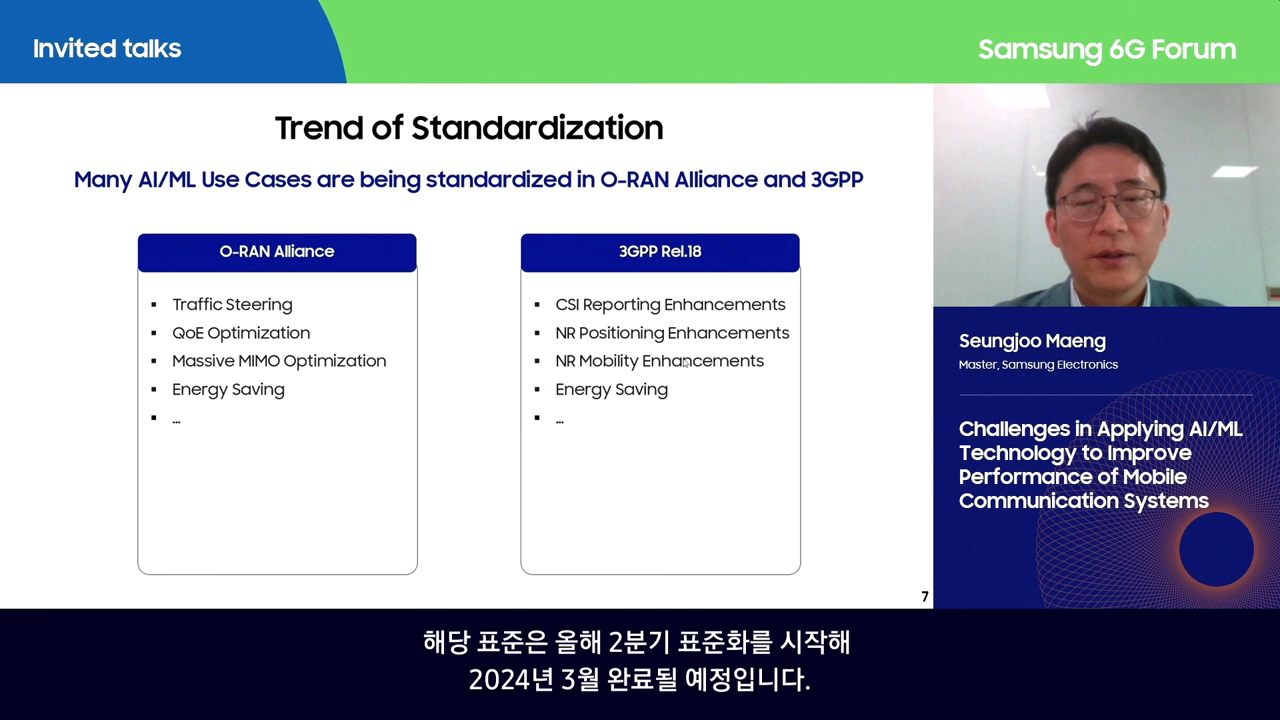 Invited talks
Samsung 6G Forum
Trend of Standardization
Many AI/ML Use Cases are being standardized in O-RAN Alliance and 3GPP
O-RAN Alliance
▪ Traffic Steering
▪ QoE Optimization
▪ Massive MIMO Optimization
▪ Energy Saving
▪ ...
3GPP Rel.18
▪ CSI Reporting Enhancements
▪ NR Positioning Enhancements
▪ NR Mobility Enhancements
▪ Energy Saving
▪ ...
7
Seungjoo Maeng
Master, Samsung Electronics
Challenges in Applying AI/ML
Technology to Improve
Performance of Mobile
Communication Systems
해당 표준은 올해 2분기 표준화를 시작해
2024년 3월 완료될 예정입니다.